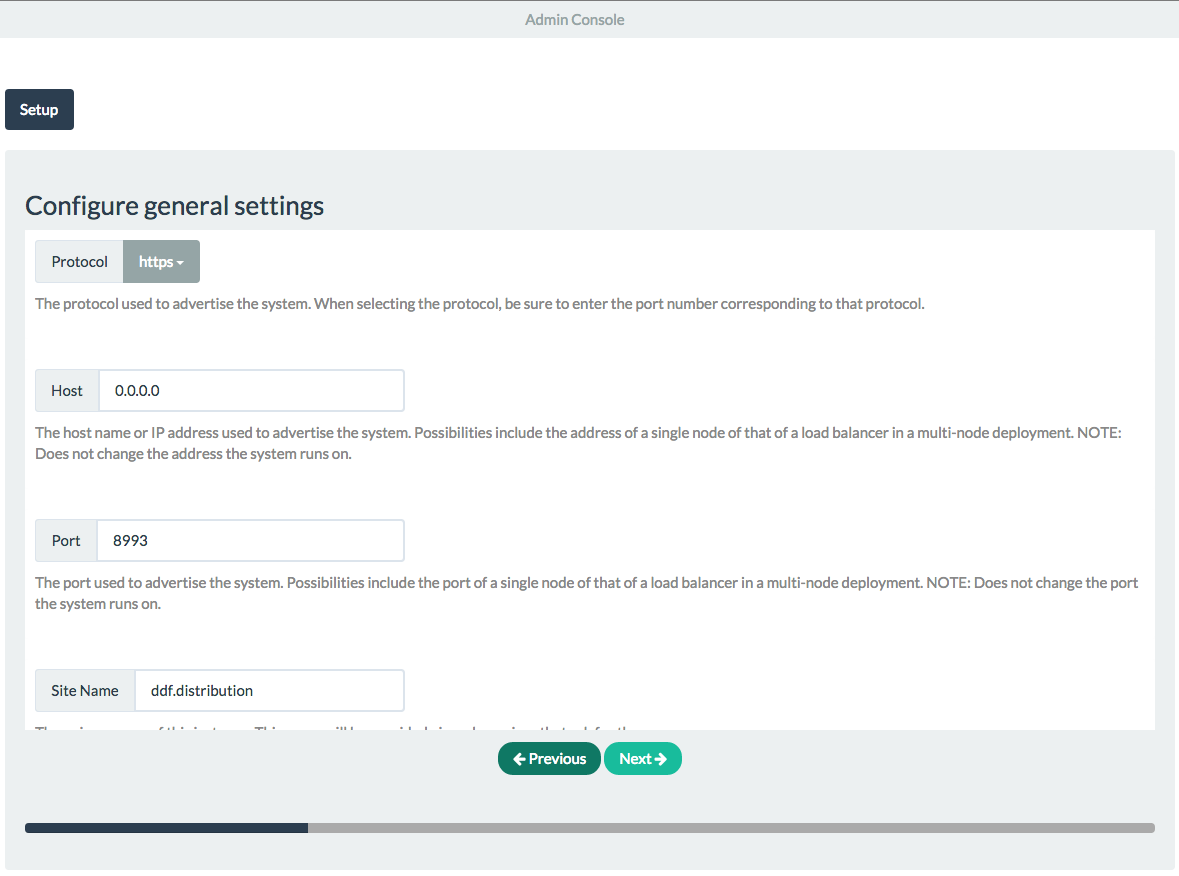 Admin Console
Setup
Configure general settings
Protocol https
The protocol used to advertise the system. When selecting the protocol, be sure to enter the port number corresponding to that protocol.
Host 0.0.0.0
The host name or IP address used to advertise the system. Possibilities include the address of a single node of that of a load balancer in a multi-node deployment. NOTE:
Does not change the address the system runs on.
Port 8993
The port used to advertise the system. Possibilities include the port of a single node of that of a load balancer in a multi-node deployment. NOTE: Does not change the port
the system runs on.
Site Name ddf.distribution
Previous Next